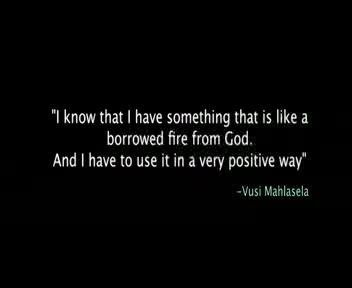 "I know that I have something that is like a
borrowed fire from God.
And I have to use it in a very positive way"
–Vusi Mahlasela